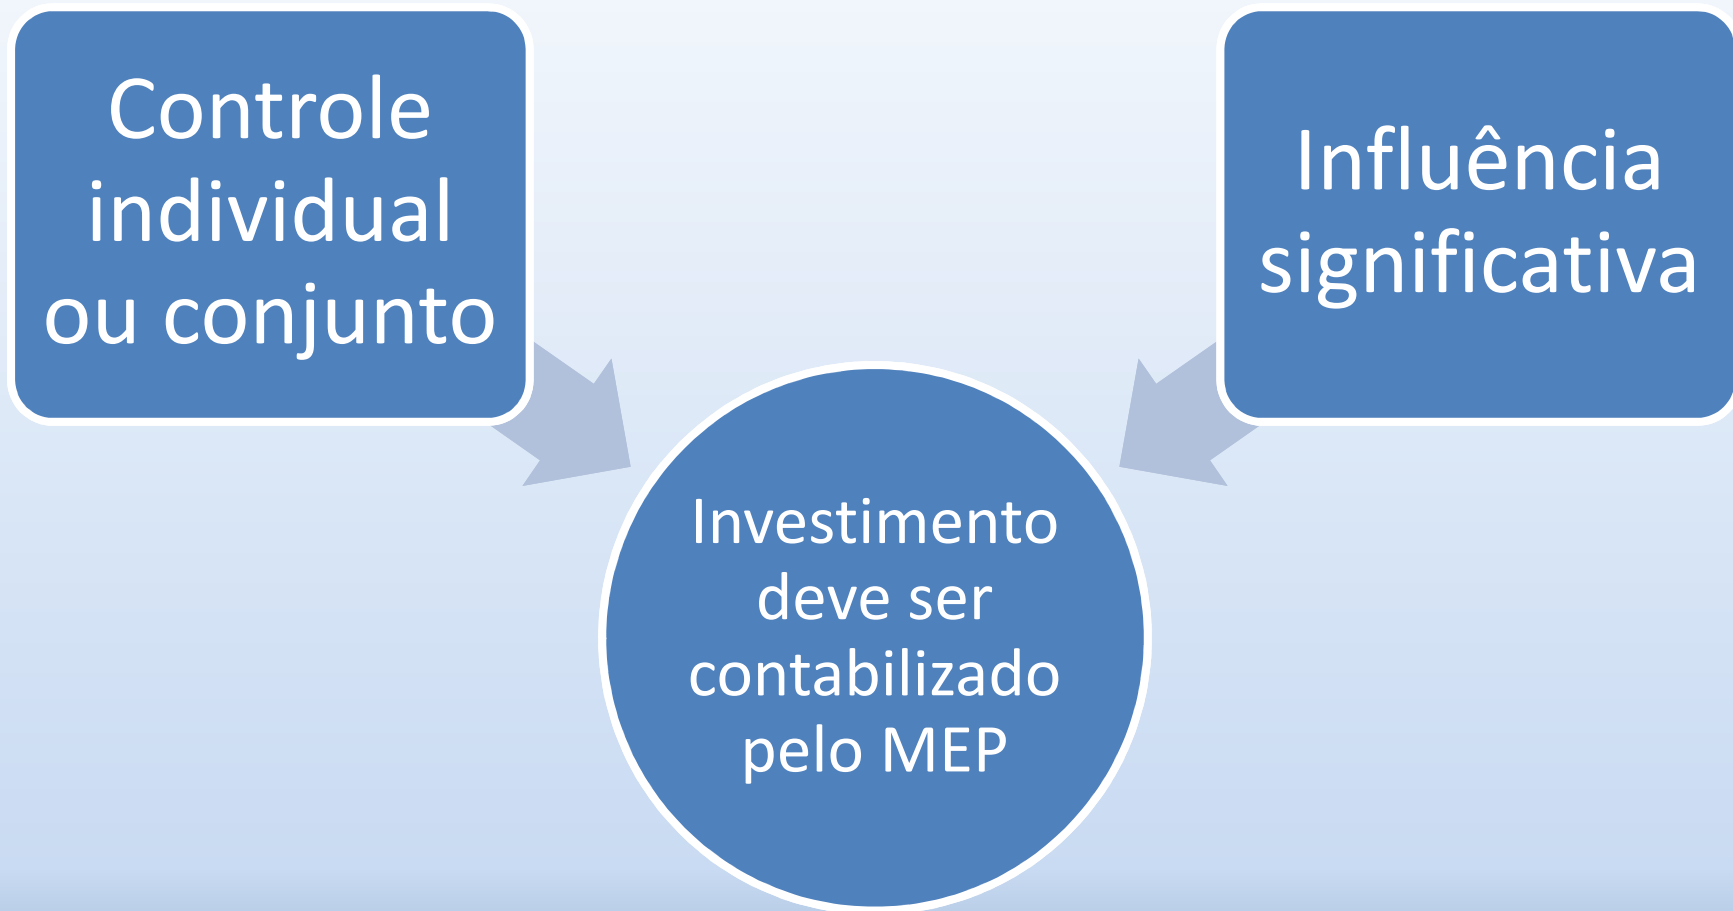 Controle
individual
ou conjunto
Influência
significativa
Investimento
deve ser
contabilizado
pelo MEP